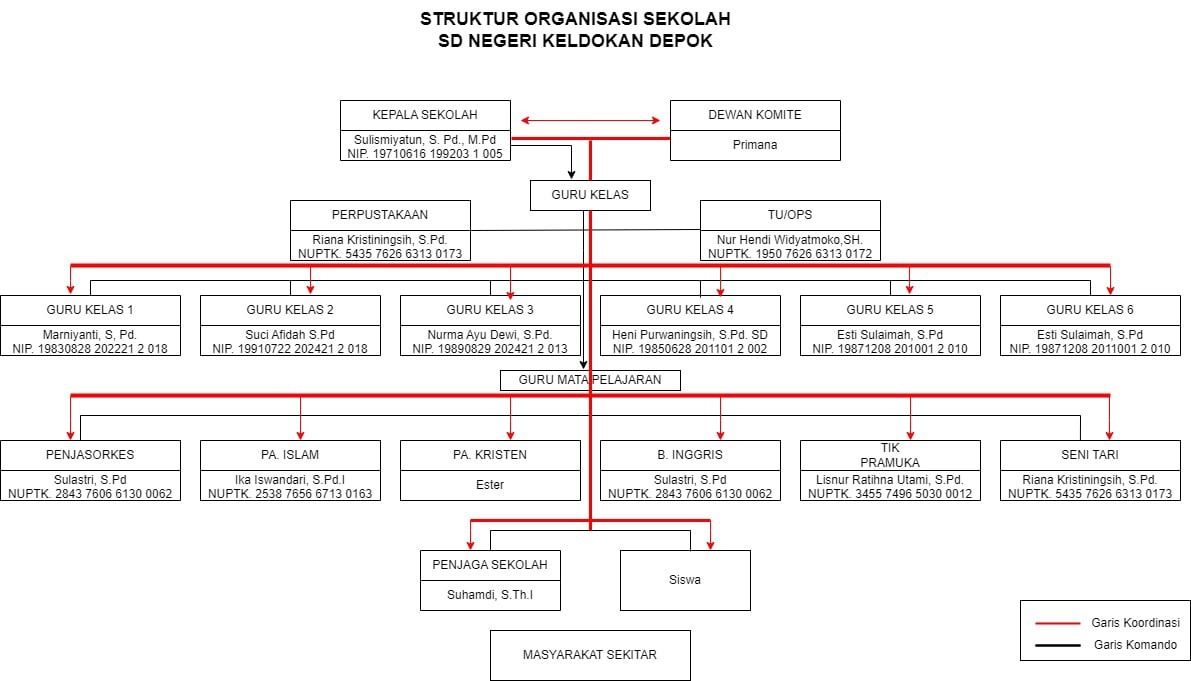 STRUKTUR ORGANISASI SEKOLAH
SD NEGERI KELDOKAN DEPOK
KEPALA SEKOLAH
Sulismiyatun, S. Pd., M.Pd
NIP. 19710616 199203 1 005
DEWAN KOMITE
Primana
GURU KELAS
PERPUSTAKAAN
Riana Kristiningsih, S.Pd.
NUPTK. 5435 7626 6313 0173
TU/OPS
Nur Hendi Widyatmoko,SH.
NUPTK. 1950 7626 6313 0172
GURU KELAS 1
Marniyanti, S, Pd.
NIP. 19830828 202221 2 018
GURU KELAS 2
Suci Afidah S.Pd
NIP. 19910722 202421 2 018
GURU KELAS 3
Nurma Ayu Dewi, S.Pd.
NIP. 19890829 202421 2 013
GURU KELAS 4
Heni Purwaningsih, S.Pd. SD
NIP. 19850628 201101 2 002
GURU KELAS 5
Esti Sulaimah, S.Pd
NIP. 19871208 201001 2 010
GURU KELAS 6
Esti Sulaimah, S.Pd
NIP. 19871208 2011001 2 010
GURU MATA PELAJARAN
PENJASORKES
Sulastri, S.Pd
NUPTK. 2843 7606 6130 0062
PA. ISLAM
Ika Iswandari, S.Pd.I
NUPTK. 2538 7656 6713 0163
PA. KRISTEN
Ester
B. INGGRIS
Sulastri, S.Pd
NUPTK. 2843 7606 6130 0062
TIK
PRAMUKA
Lisnur Ratihna Utami, S.Pd.
NUPTK. 3455 7496 5030 0012
SENI TARI
Riana Kristiningsih, S.Pd.
NUPTK. 5435 7626 6313 0173
PENJAGA SEKOLAH
Suhamdi, S.Th.I
Siswa
MASYARAKAT SEKITAR
Garis Koordinasi
Garis Komando